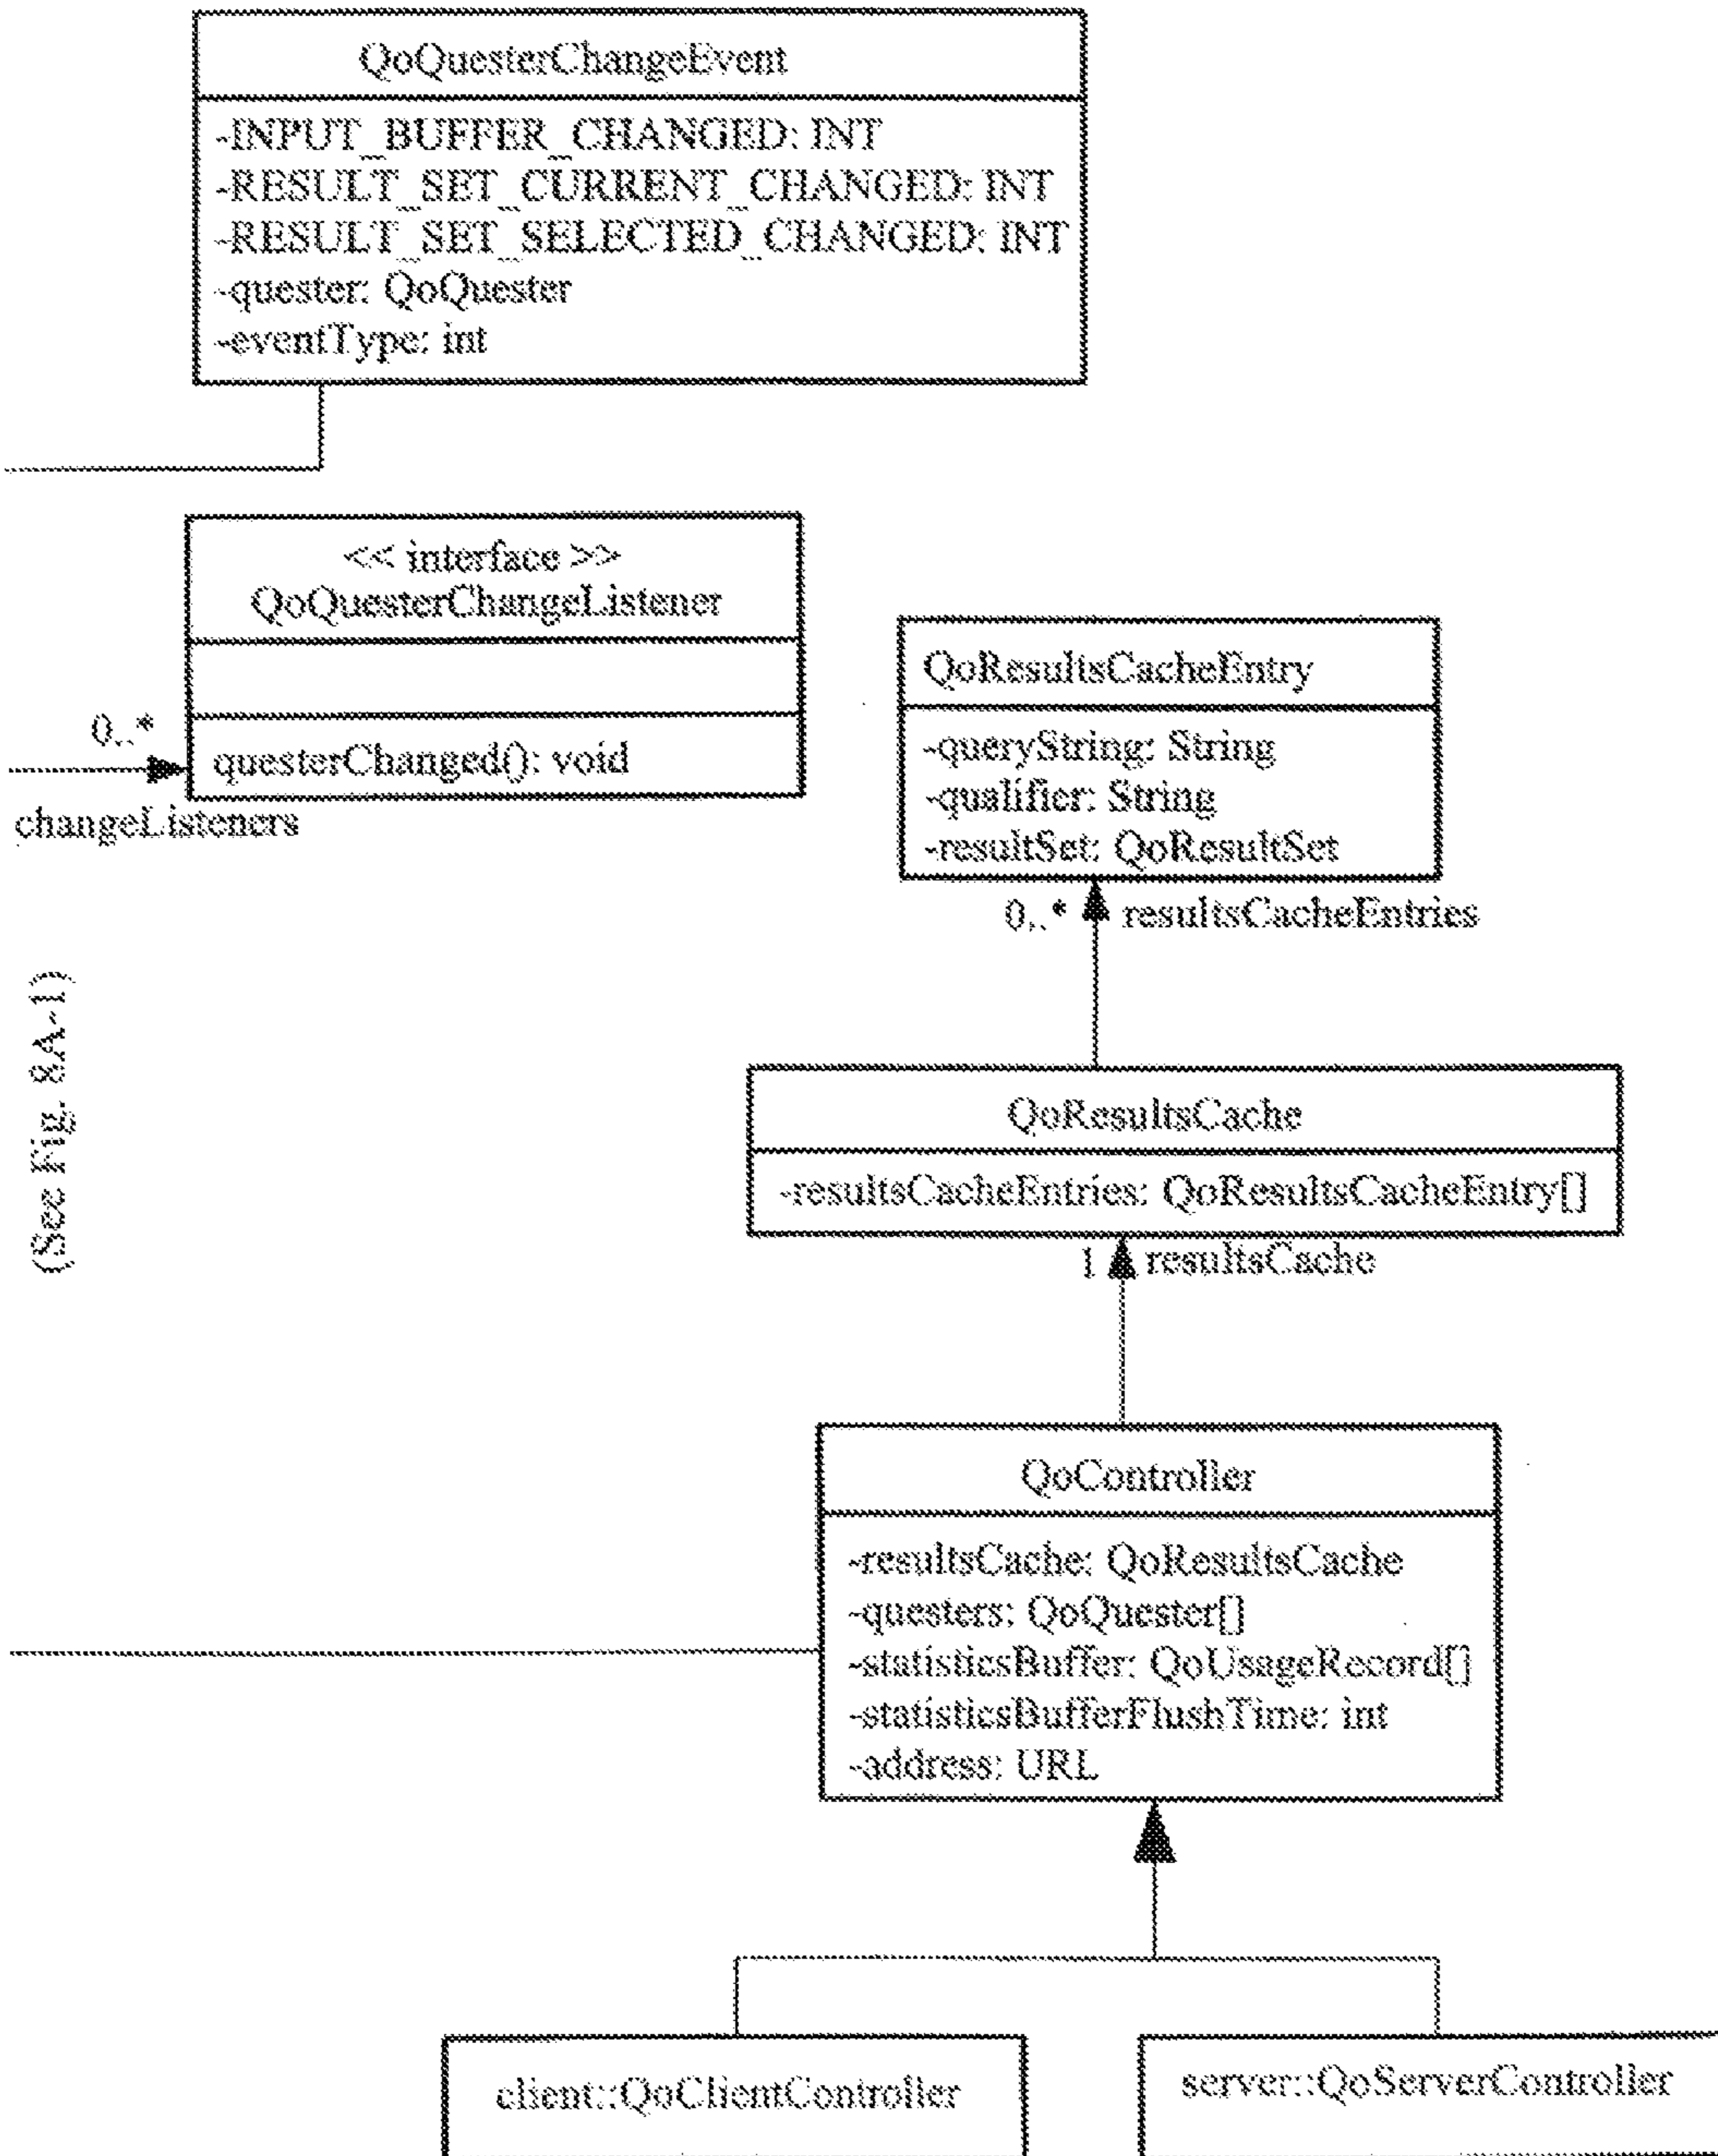 QoQuesterChangeEvent
-INPUT_BUFFER_CHANGED: INT
-RESULT_SET_CURRENT_CHANGED: INT
-RESULT_SET_SELECTED_CHANGED: INT
-quester: QoQuester
-eventType: int
<< interface >>
QoQuesterChangeListener
questerChanged(): void
0..*
changeListeners
QoResultsCacheEntry
-queryString: String
-qualifier: String
-resultSet: QoResultSet
0..* resultsCacheEntries
(See Fig. 8A-1)
QoResultsCache
-resultsCacheEntries: QoResultsCacheEntry[]
1 resultsCache
QoController
-resultsCache: QoResultsCache
-questers: QoQuester[]
-statisticsBuffer: QoUsageRecord[]
-statisticsBufferFlushTime: int
-address: URL
client::QoClientController
server::QoServerController